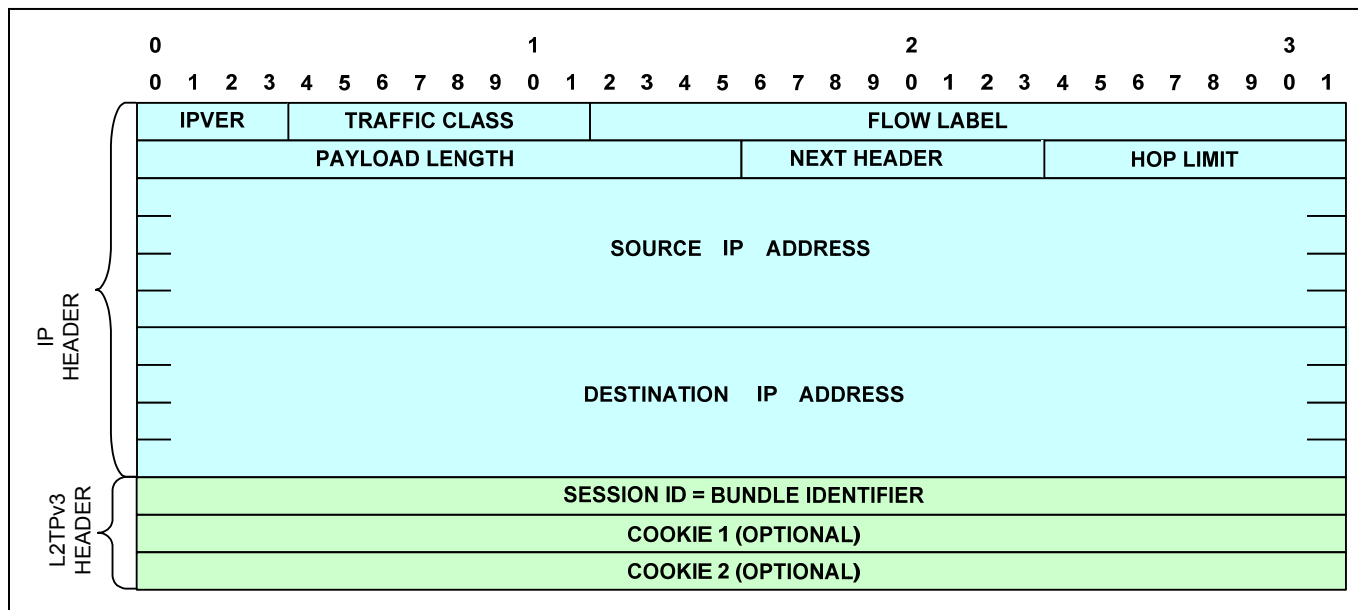 0 1 2 3
0 1 2 3 4 5 6 7 8 9 0 1 2 3 4 5 6 7 8 9 0 1 2 3 4 5 6 7 8 9 0 1
IPVER TRAFFIC CLASS FLOW LABEL
PAYLOAD LENGTH NEXT HEADER HOP LIMIT
SOURCE IP ADDRESS
DESTINATION IP ADDRESS
IP
HEADER
SESSION ID = BUNDLE IDENTIFIER
COOKIE 1 (OPTIONAL)
COOKIE 2 (OPTIONAL)
L2TPv3
HEADER